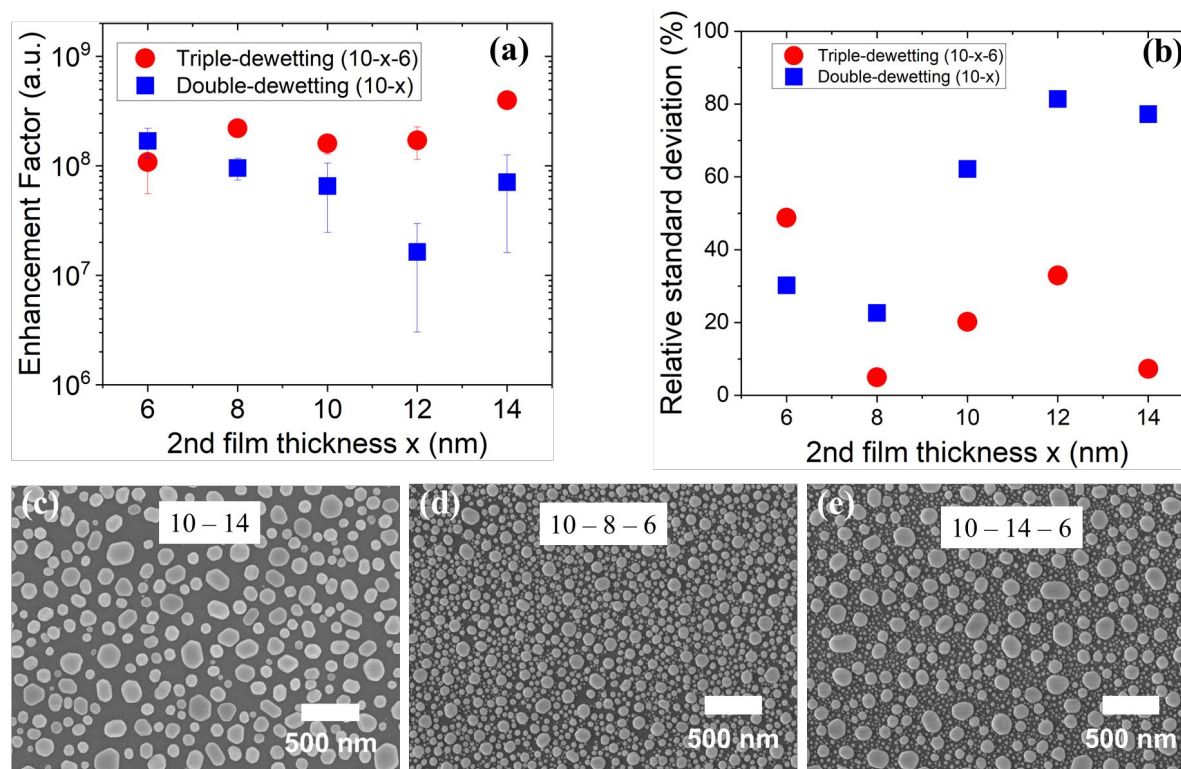 (a)
Triple-dewetting (10-x-6)
Double-dewetting (10-x)
Enhancement Factor (a.u.)
10⁹
10⁸
10⁷
10⁶
6 8 10 12 14
2nd film thickness x (nm)
(b)
Triple-dewetting (10-x-6)
Double-dewetting (10-x)
Relative standard deviation (%)
100
80
60
40
20
0
6 8 10 12 14
2nd film thickness x (nm)
(c)
10 – 14
500 nm
(d)
10 – 8 – 6
500 nm
(e)
10 – 14 – 6
500 nm